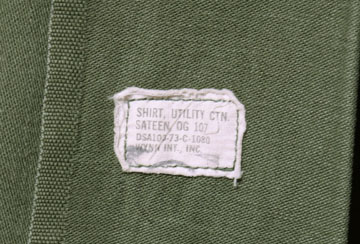 SHIRT, UTILITY CTN.
SATEEN, OG 107
DSA100-73-C-1080
WYNN INT., INC.